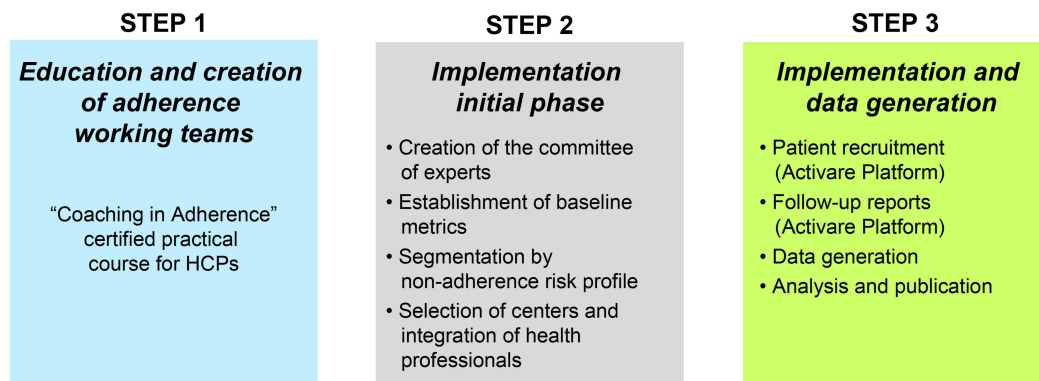 STEP 1
Education and creation
of adherence
working teams
“Coaching in Adherence”
certified practical
course for HCPs
STEP 2
Implementation
initial phase
• Creation of the committee
of experts
• Establishment of baseline
metrics
• Segmentation by
non-adherence risk profile
• Selection of centers and
integration of health
professionals
STEP 3
Implementation and
data generation
• Patient recruitment
(Activare Platform)
• Follow-up reports
(Activare Platform)
• Data generation
• Analysis and publication